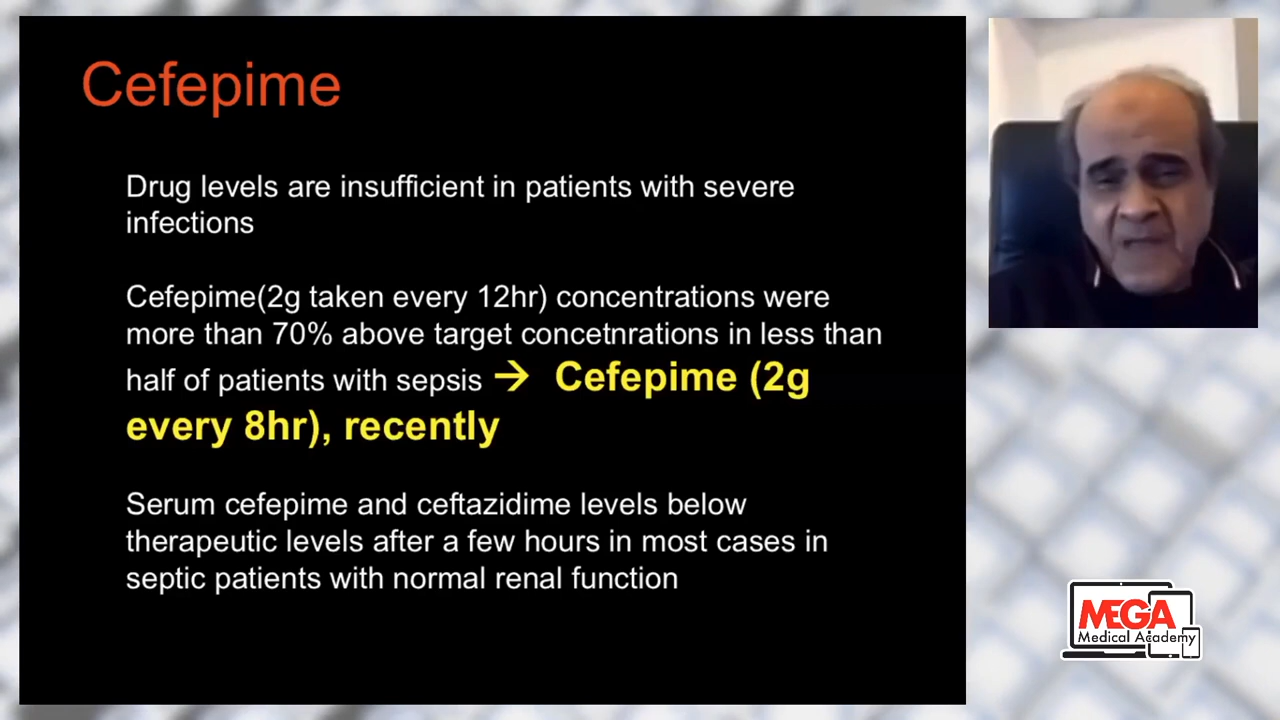 Cefepime
Drug levels are insufficient in patients with severe
infections
Cefepime(2g taken every 12hr) concentrations were
more than 70% above target concetnrations in less than
half of patients with sepsis → Cefepime (2g
every 8hr), recently
Serum cefepime and ceftazidime levels below
therapeutic levels after a few hours in most cases in
septic patients with normal renal function
MEGA
Medical Academy